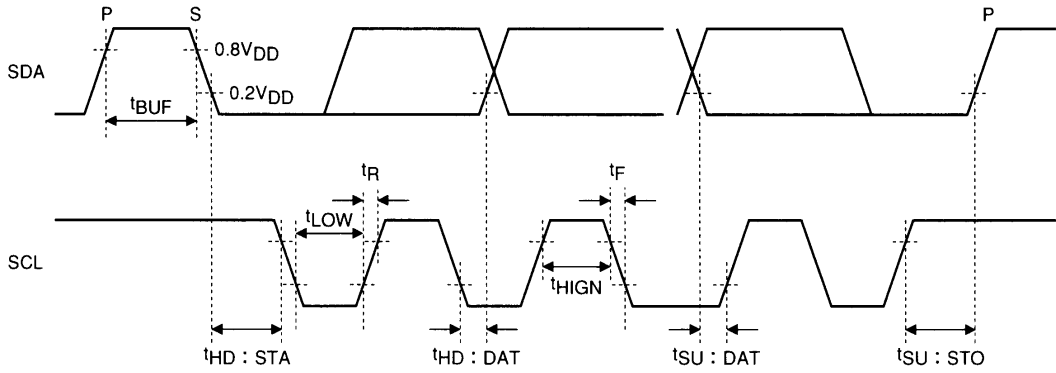 P S P
0.8VDD
SDA
0.2VDD
tBUF
tR tF
tLOW
SCL
tHIGN
tHD : STA tHD : DAT tSU : DAT tSU : STO